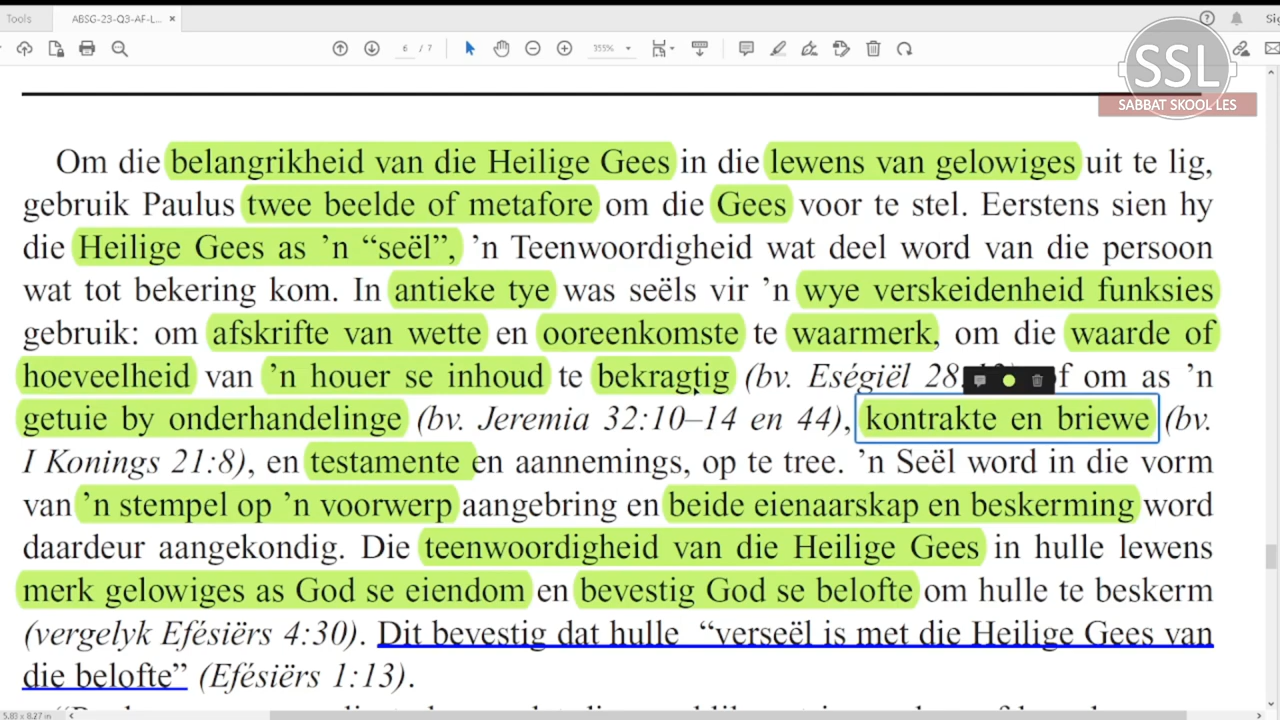 Tools
ABSG-23-Q3-AF-L... ×
6 / 7
353%
SSL
SABBAT SKOOL LES
Om die belangrikheid van die Heilige Gees in die lewens van gelowiges uit te lig,
gebruik Paulus twee beelde of metafore om die Gees voor te stel. Eerstens sien hy
die Heilige Gees as ’n “seël”, ’n Teenwoordigheid wat deel word van die persoon
wat tot bekering kom. In antieke tye was seëls vir ’n wye verskeidenheid funksies
gebruik: om afskrifte van wette en ooreenkomste te waarmerk, om die waarde of
hoeveelheid van ’n houer se inhoud te bekragtig (bv. Eségiël 28: of om as ’n
getuie by onderhandelinge (bv. Jeremia 32:10–14 en 44), kontrakte en briewe (bv.
I Konings 21:8), en testamente en aannemings, op te tree. ’n Seël word in die vorm
van ’n stempel op ’n voorwerp aangebring en beide eienaarskap en beskerming word
daardeur aangekondig. Die teenwoordigheid van die Heilige Gees in hulle lewens
merk gelowiges as God se eiendom en bevestig God se belofte om hulle te beskerm
(vergelyk Efésiërs 4:30). Dit bevestig dat hulle “verseël is met die Heilige Gees van
die belofte” (Efésiërs 1:13).
5.83 x 8.27 in